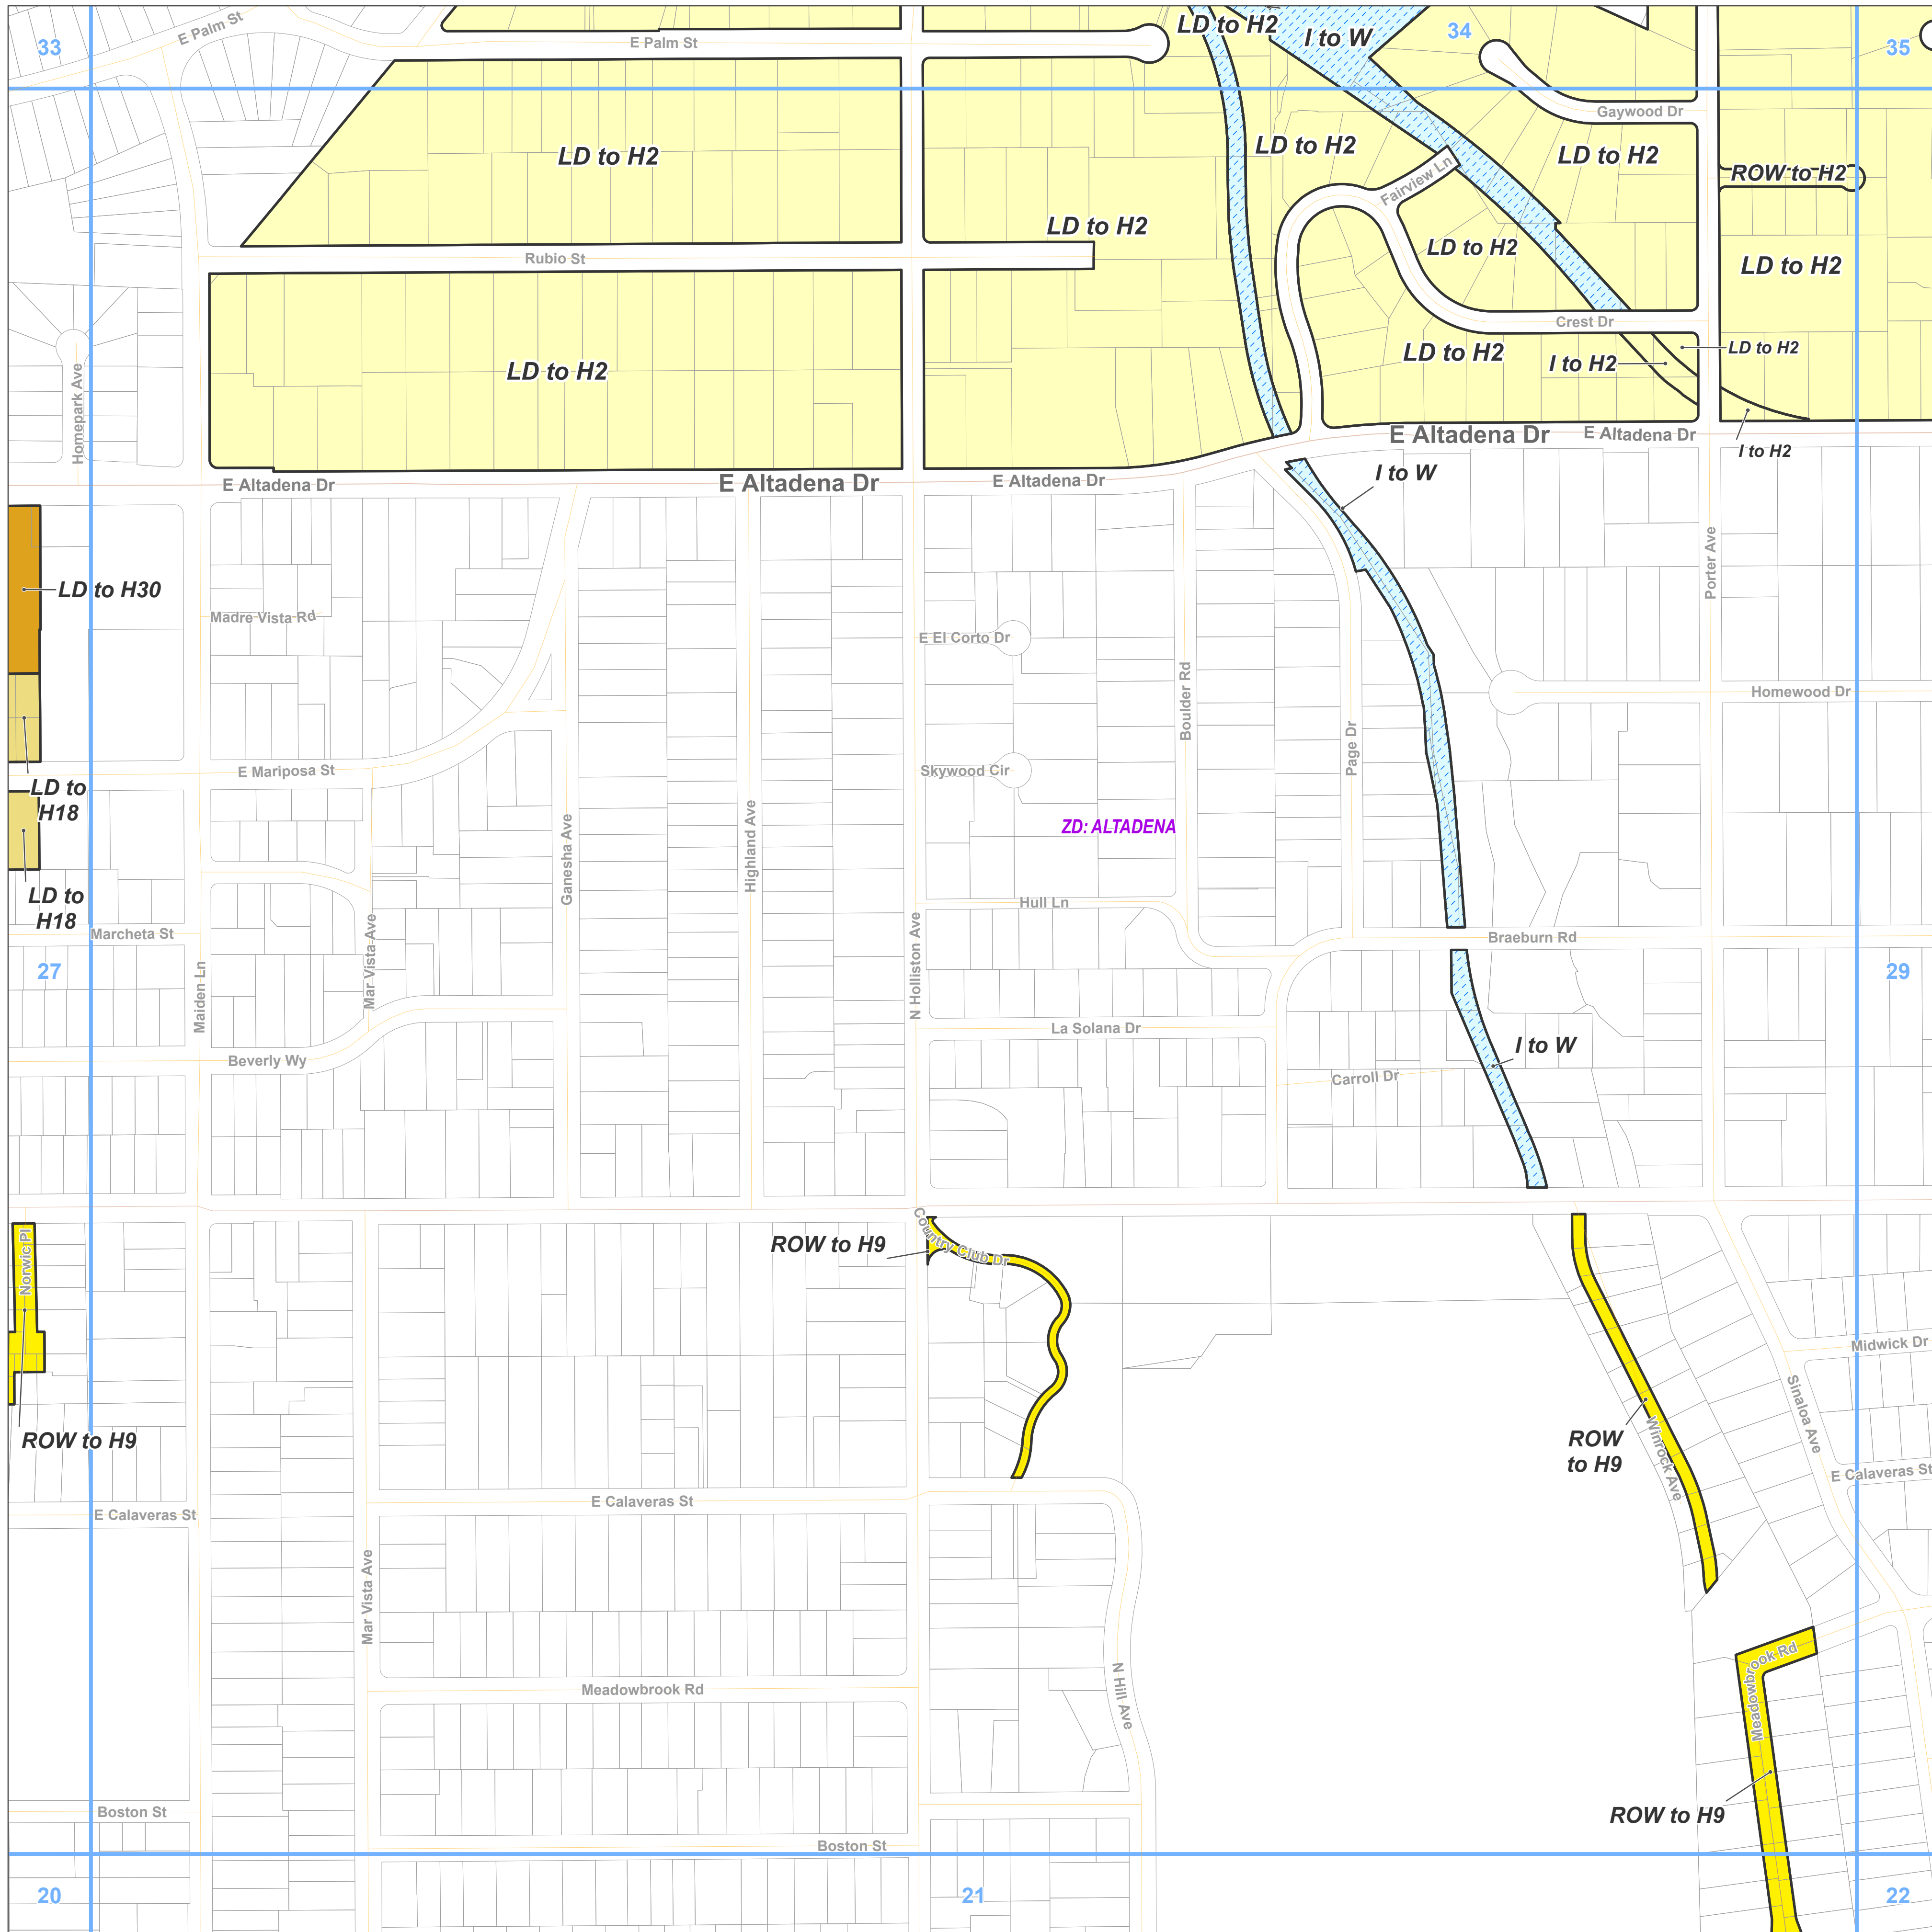 LD to H2
I to W
34
33
35
E Palm St
E Palm St
Gaywood Dr
LD to H2
LD to H2
LD to H2
ROW to H2
Fairview Ln
LD to H2
LD to H2
LD to H2
Rubio St
Crest Dr
LD to H2
LD to H2
LD to H2
I to H2
Homepark Ave
E Altadena Dr
E Altadena Dr
I to H2
E Altadena Dr
E Altadena Dr
E Altadena Dr
I to W
Porter Ave
LD to H30
Madre Vista Rd
E El Corto Dr
Boulder Rd
Page Dr
Homewood Dr
E Mariposa St
Skywood Cir
LD to
H18
Ganesha Ave
Highland Ave
ZD: ALTADENA
LD to
H18
Hull Ln
Marcheta St
Mar Vista Ave
N Holliston Ave
Braeburn Rd
27
29
Maiden Ln
La Solana Dr
I to W
Beverly Wy
Carroll Dr
Norwic Pl
ROW to H9
Country Club Dr
Midwick Dr
Sinaloa Ave
ROW to H9
ROW
to H9
Winrock Ave
E Calaveras St
E Calaveras St
E Calaveras St
Mar Vista Ave
Meadowbrook Rd
N Hill Ave
Meadowbrook Rd
Meadowbrook Rd
ROW to H9
Boston St
Boston St
20
21
22